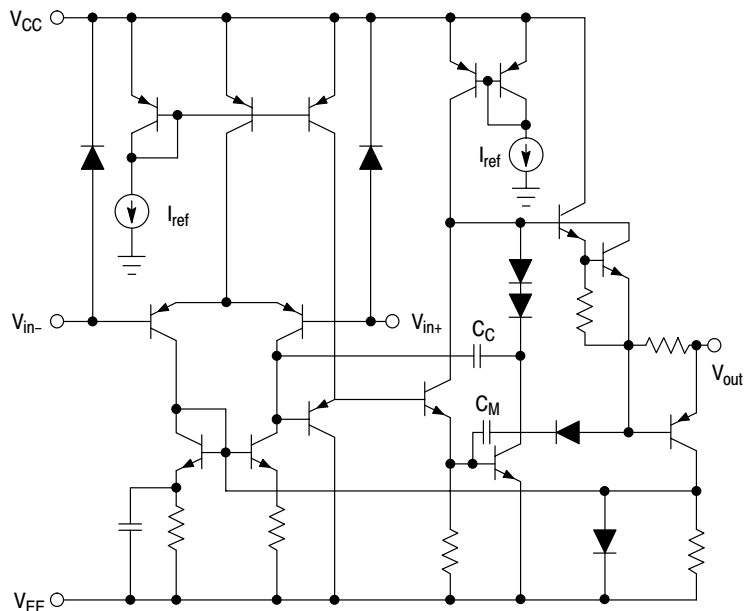 VCC
Iref
Iref
Vin–
Vin+
CC
Vout
CM
VEE